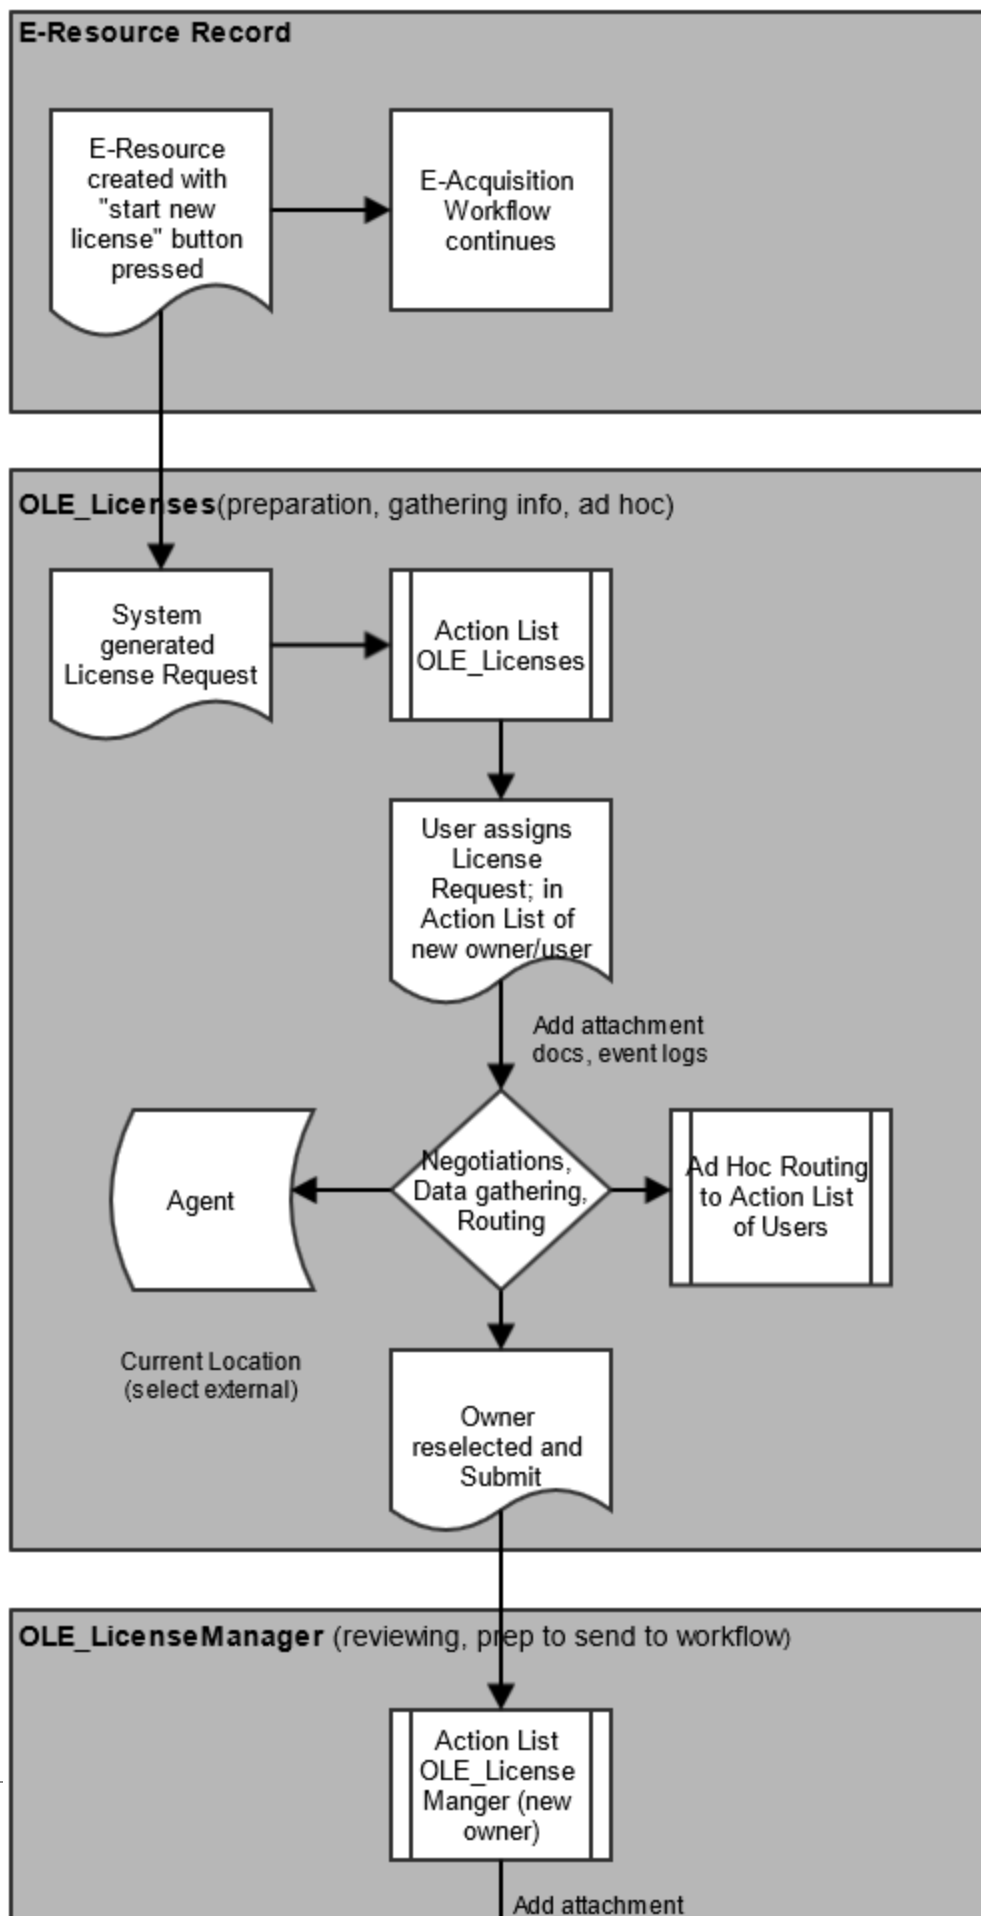 E-Resource Record
E-Resource
created with
"start new
license" button
pressed
E-Acquisition
Workflow
continues
OLE_Licenses(preparation, gathering info, ad hoc)
System
generated
License Request
Action List
OLE_Licenses
User assigns
License
Request; in
Action List of
new owner/user
Add attachment
docs, event logs
Agent
Negotiations,
Data gathering,
Routing
Ad Hoc Routing
to Action List
of Users
Current Location
(select external)
Owner
reselected and
Submit
OLE_LicenseManager (reviewing, prep to send to workflow)
Action List
OLE_License
Manger (new
owner)
Add attachment